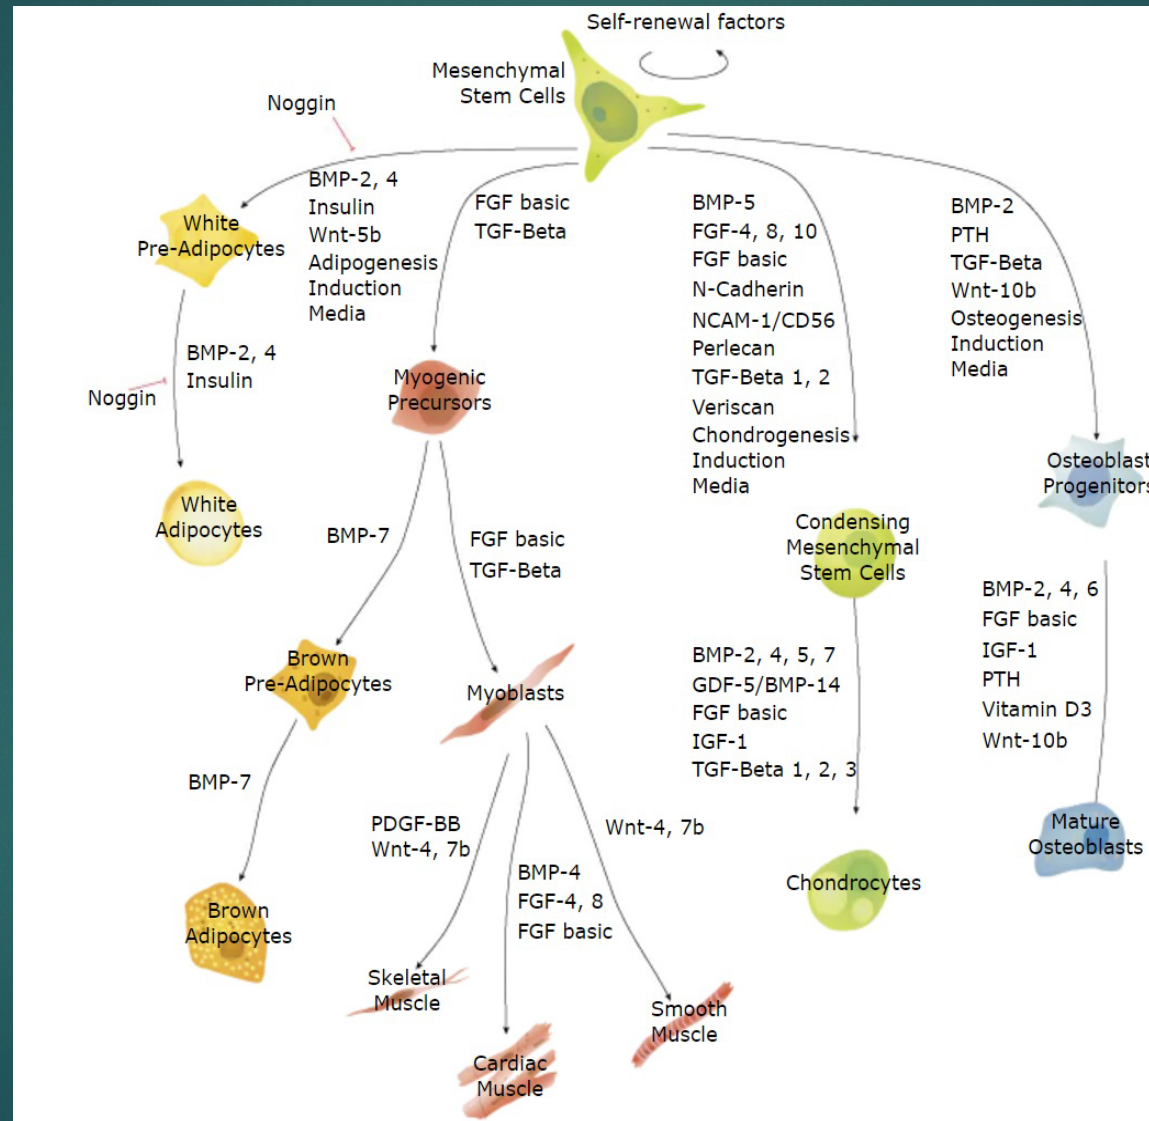 Self-renewal factors
Mesenchymal
Stem Cells
Noggin
BMP-2, 4
Insulin
Wnt-5b
Adipogenesis
Induction
Media
FGF basic
TGF-Beta
BMP-5
FGF-4, 8, 10
FGF basic
N-Cadherin
NCAM-1/CD56
Perlecan
TGF-Beta 1, 2
Veriscan
Chondrogenesis
Induction
Media
BMP-2
PTH
TGF-Beta
Wnt-10b
Osteogenesis
Induction
Media
White
Pre-Adipocytes
BMP-2, 4
Insulin
Noggin
White
Adipocytes
Myogenic
Precursors
BMP-7
FGF basic
TGF-Beta
Condensing
Mesenchymal
Stem Cells
Osteoblast
Progenitors
Brown
Pre-Adipocytes
Myoblasts
BMP-2, 4, 5, 7
GDF-5/BMP-14
FGF basic
IGF-1
TGF-Beta 1, 2, 3
BMP-2, 4, 6
FGF basic
IGF-1
PTH
Vitamin D3
Wnt-10b
BMP-7
PDGF-BB
Wnt-4, 7b
BMP-4
FGF-4, 8
FGF basic
Wnt-4, 7b
Chondrocytes
Mature
Osteoblasts
Brown
Adipocytes
Skeletal
Muscle
Cardiac
Muscle
Smooth
Muscle